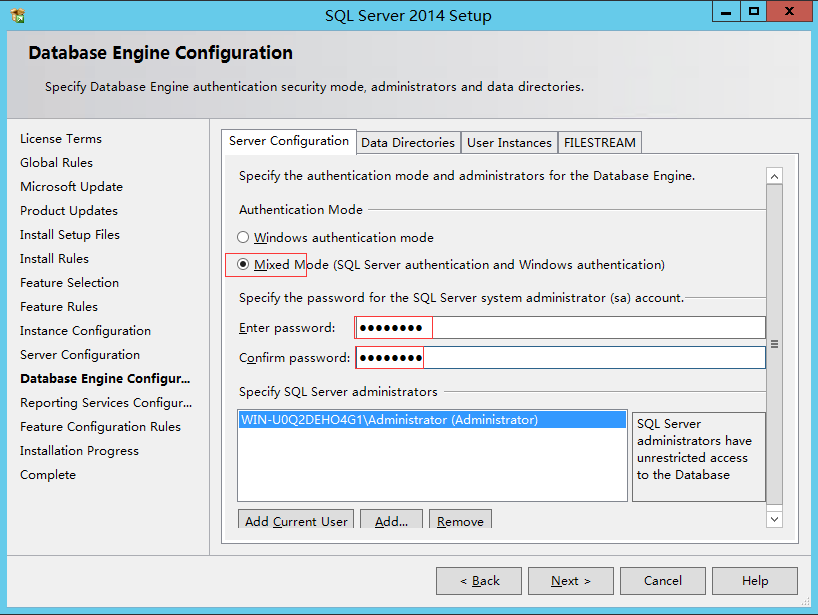 SQL Server 2014 Setup
Database Engine Configuration
Specify Database Engine authentication security mode, administrators and data directories.
License Terms
Global Rules
Microsoft Update
Product Updates
Install Setup Files
Install Rules
Feature Selection
Feature Rules
Instance Configuration
Server Configuration
Database Engine Configur...
Reporting Services Configur...
Feature Configuration Rules
Installation Progress
Complete
Server Configuration
Data Directories
User Instances
FILESTREAM
Specify the authentication mode and administrators for the Database Engine.
Authentication Mode
Windows authentication mode
Mixed Mode (SQL Server authentication and Windows authentication)
Specify the password for the SQL Server system administrator (sa) account.
Enter password: ●●●●●●●●
Confirm password: ●●●●●●●●
Specify SQL Server administrators
WIN-U0Q2DEHO4G1\Administrator (Administrator)
SQL Server
administrators have
unrestricted access
to the Database
Add Current User
Add...
Remove
< Back
Next >
Cancel
Help